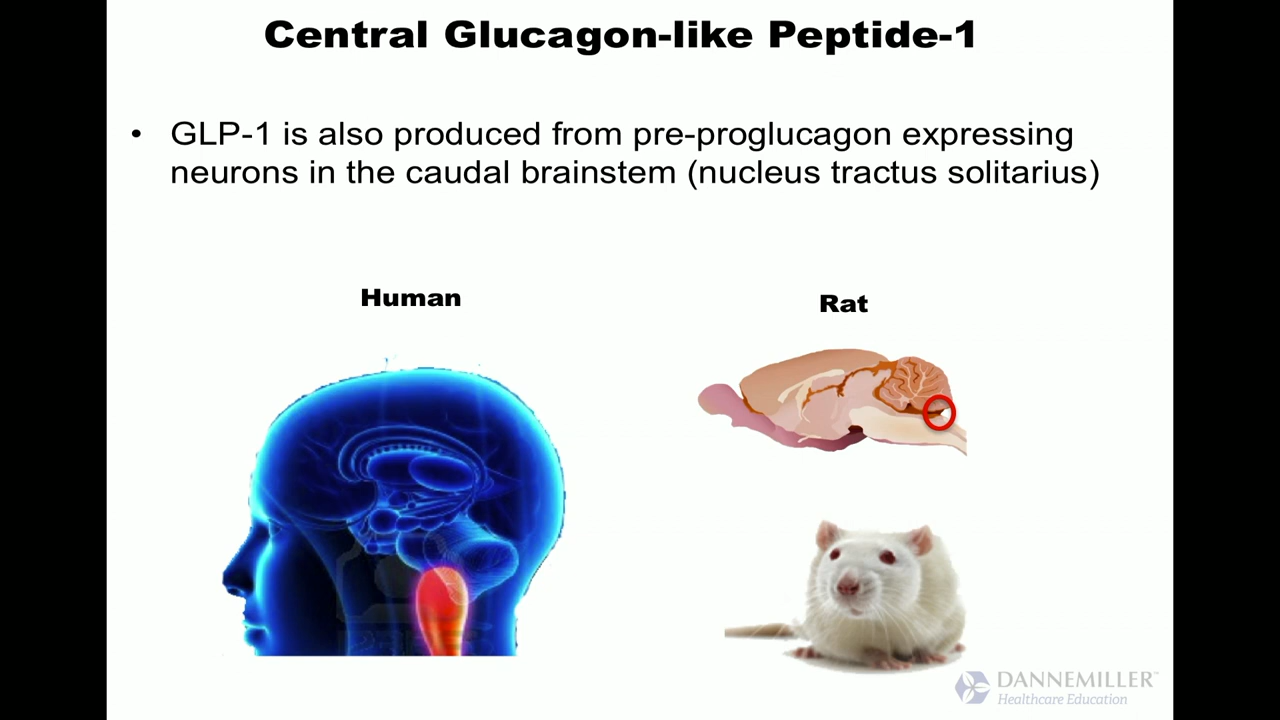 Central Glucagon-like Peptide-1
• GLP-1 is also produced from pre-proglucagon expressing
neurons in the caudal brainstem (nucleus tractus solitarius)
Human
Rat
DANNEMILLER™
Healthcare Education